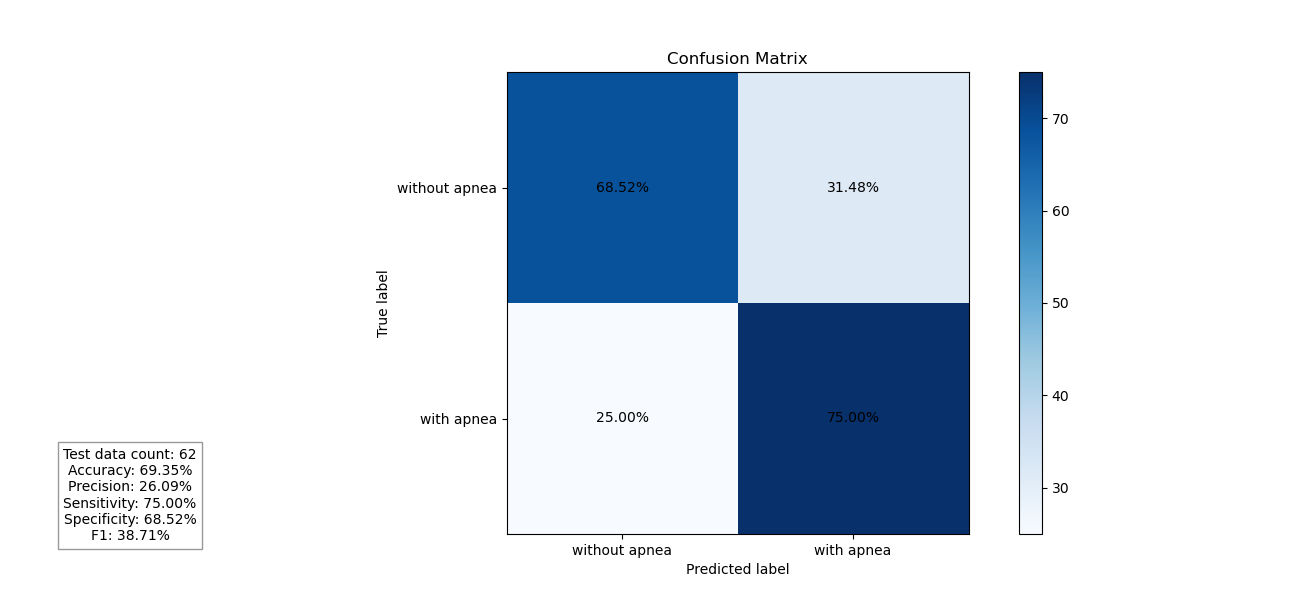 Confusion Matrix
without apnea
68.52%
31.48%
with apnea
25.00%
75.00%
True label
without apnea
with apnea
Predicted label
70
60
50
40
30
Test data count: 62
Accuracy: 69.35%
Precision: 26.09%
Sensitivity: 75.00%
Specificity: 68.52%
F1: 38.71%